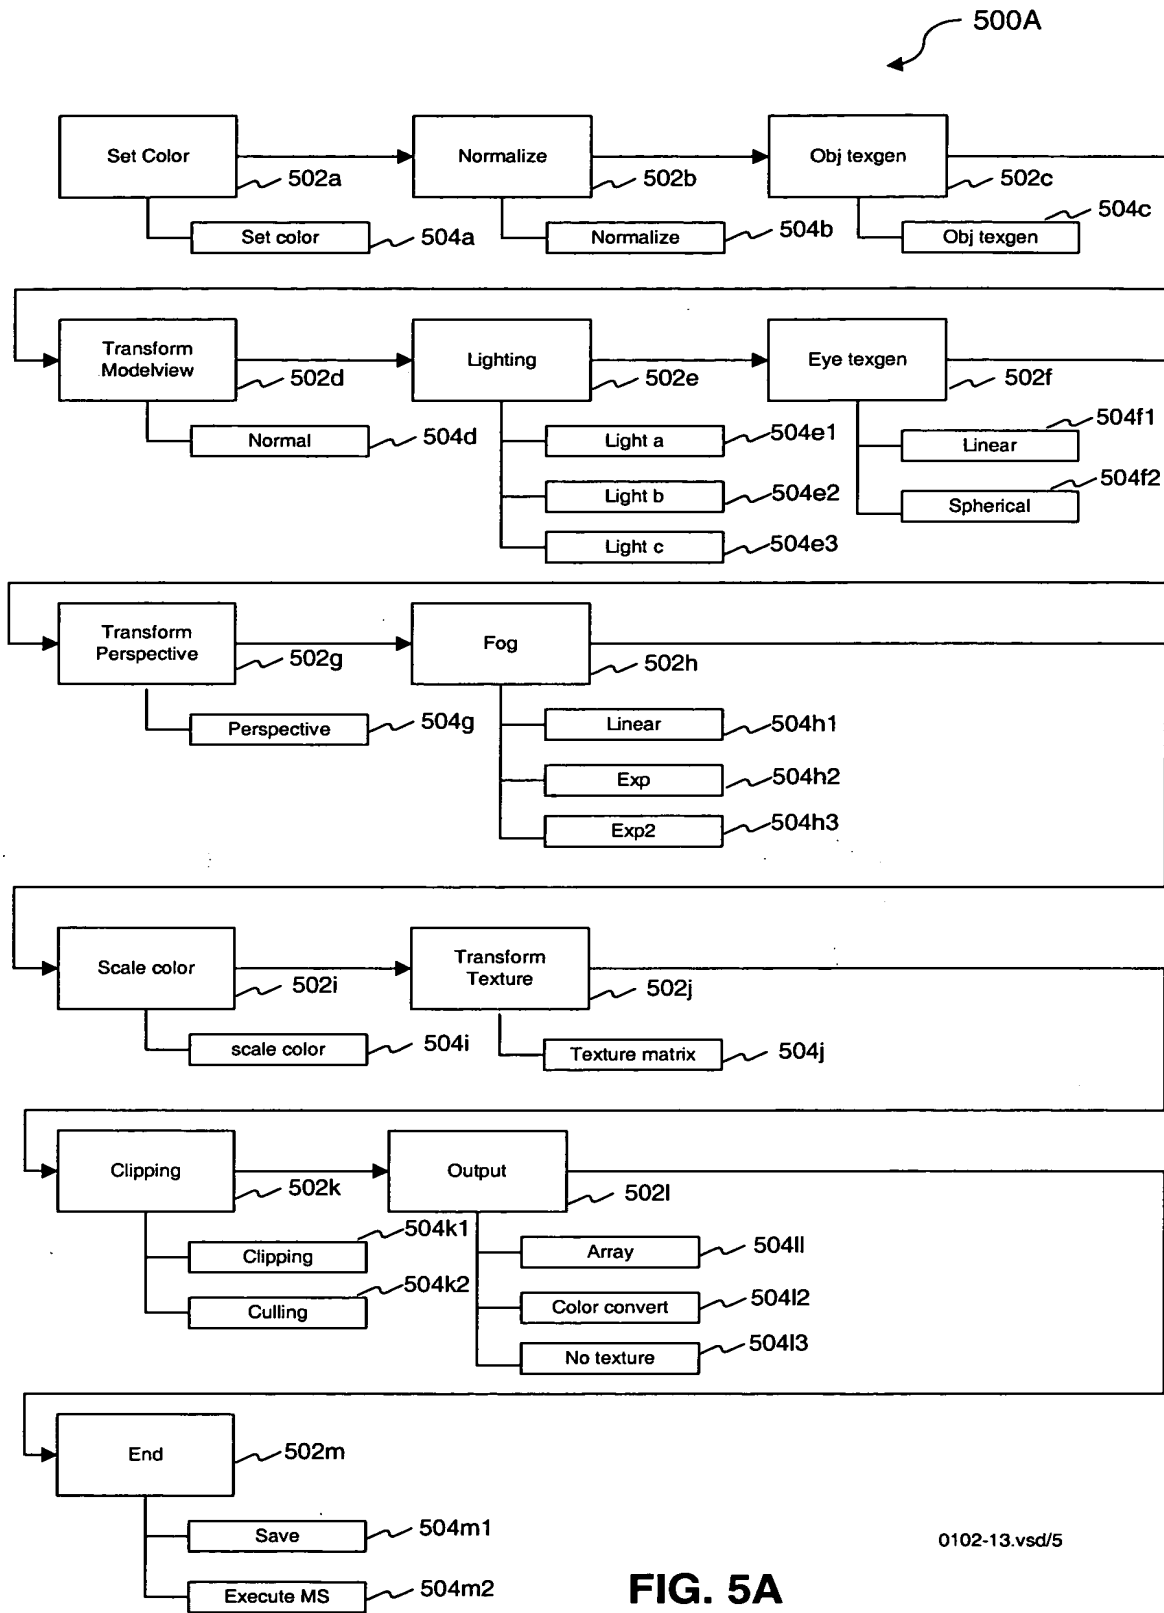 500A
Set Color
502a
Set color
504a
Normalize
502b
Normalize
504b
Obj texgen
502c
504c
Obj texgen
Transform
Modelview
502d
Normal
504d
Lighting
502e
Light a
504e1
Light b
504e2
Light c
504e3
Eye texgen
502f
504f1
Linear
504f2
Spherical
Transform
Perspective
502g
Perspective
504g
Fog
502h
Linear
504h1
Exp
504h2
Exp2
504h3
Scale color
502i
scale color
504i
Transform
Texture
502j
Texture matrix
504j
Clipping
502k
504k1
Clipping
504k2
Culling
Output
502l
Array
504ll
Color convert
504l2
No texture
504l3
End
502m
Save
504m1
Execute MS
504m2
0102-13.vsd/5
FIG. 5A